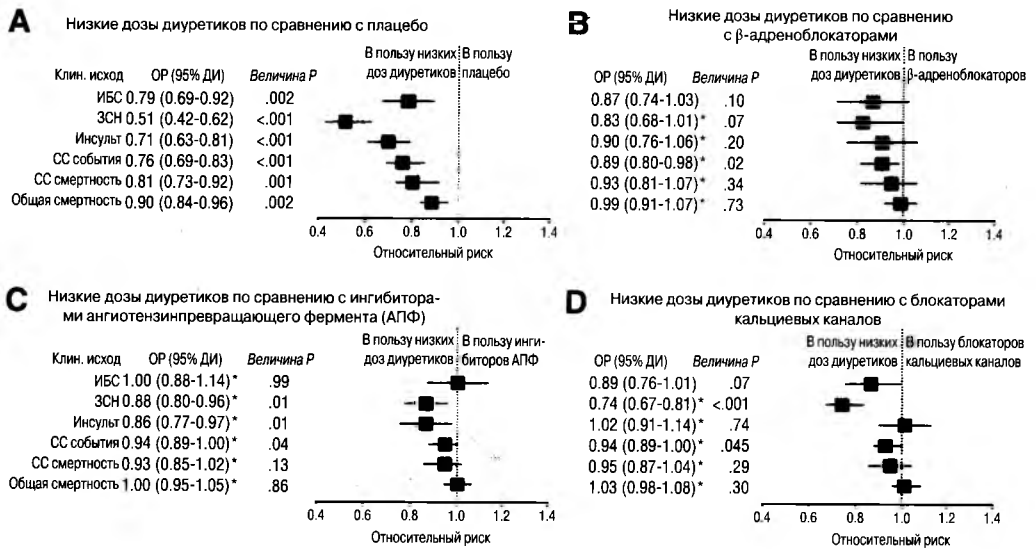 A Низкие дозы диуретиков по сравнению с плацебо
В пользу низких В пользу
Клин. исход ОР (95% ДИ) Величина P доз диуретиков плацебо
ИБС 0.79 (0.69-0.92) .002
ЗСН 0.51 (0.42-0.62) <.001
Инсульт 0.71 (0.63-0.81) <.001
СС события 0.76 (0.69-0.83) <.001
СС смертность 0.81 (0.73-0.92) .001
Общая смертность 0.90 (0.84-0.96) .002
0.4 0.6 0.8 1.0 1.2 1.4
Относительный риск
B Низкие дозы диуретиков по сравнению
с β-адреноблокаторами
В пользу низких В пользу
ОР (95% ДИ) Величина P доз диуретиков β-адреноблокаторов
0.87 (0.74-1.03) .10
0.83 (0.68-1.01)* .07
0.90 (0.76-1.06)* .20
0.89 (0.80-0.98)* .02
0.93 (0.81-1.07)* .34
0.99 (0.91-1.07)* .73
0.4 0.6 0.8 1.0 1.2 1.4
Относительный риск
C Низкие дозы диуретиков по сравнению с ингибитора-
ми ангиотензинпревращающего фермента (АПФ)
В пользу низких В пользу инги-
доз диуретиков биторов АПФ
Клин. исход ОР (95% ДИ) Величина P
ИБС 1.00 (0.88-1.14)* .99
ЗСН 0.88 (0.80-0.96)* .01
Инсульт 0.86 (0.77-0.97)* .01
СС события 0.94 (0.89-1.00)* .04
СС смертность 0.93 (0.85-1.02)* .13
Общая смертность 1.00 (0.95-1.05)* .86
0.4 0.6 0.8 1.0 1.2 1.4
Относительный риск
D Низкие дозы диуретиков по сравнению с блокаторами
кальциевых каналов
В пользу низких В пользу блокаторов
ОР (95% ДИ) Величина P доз диуретиков кальциевых каналов
0.89 (0.76-1.01) .07
0.74 (0.67-0.81)* <.001
1.02 (0.91-1.14)* .74
0.94 (0.89-1.00)* .045
0.95 (0.87-1.04)* .29
1.03 (0.98-1.08)* .30
0.4 0.6 0.8 1.0 1.2 1.4
Относительный риск